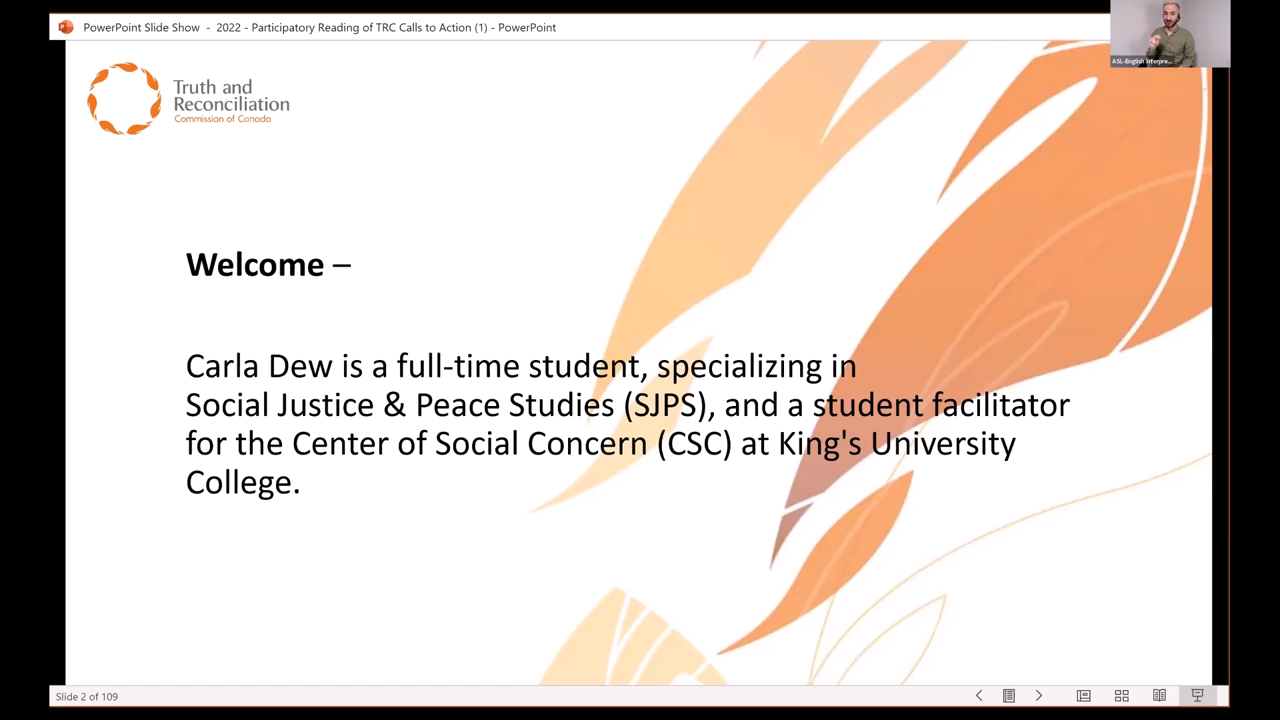 PowerPoint Slide Show - 2022 - Participatory Reading of TRC Calls to Action (1) - PowerPoint
ASL-English Interpre...
Truth and
Reconciliation
Commission of Canada
Welcome –
Carla Dew is a full-time student, specializing in
Social Justice & Peace Studies (SJPS), and a student facilitator
for the Center of Social Concern (CSC) at King's University
College.
Slide 2 of 109